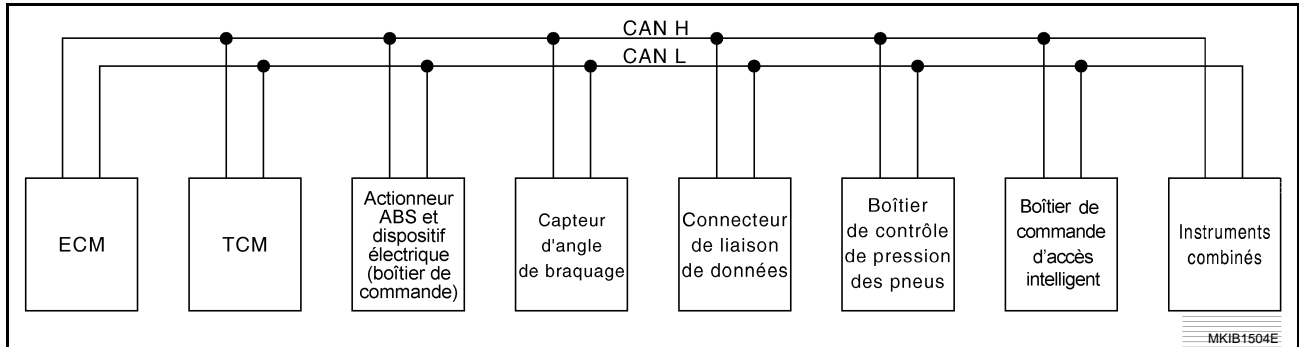 CAN H
CAN L
ECM
TCM
Actionneur
ABS et
dispositif
électrique
(boîtier de
commande)
Capteur
d'angle
de braquage
Connecteur
de liaison
de données
Boîtier
de contrôle
de pression
des pneus
Boîtier de
commande
d'accès
intelligent
Instruments
combinés
MKIB1504E